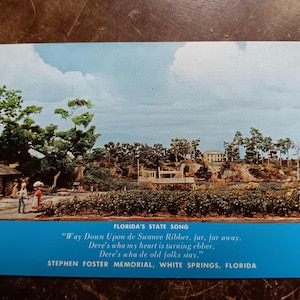 FLORIDA'S STATE SONG
"Way Down Upon de Swanee Ribber, far, far away,
Dere's wha my heart is turning ebber,
Dere's wha de old folks stay."
STEPHEN FOSTER MEMORIAL, WHITE SPRINGS, FLORIDA